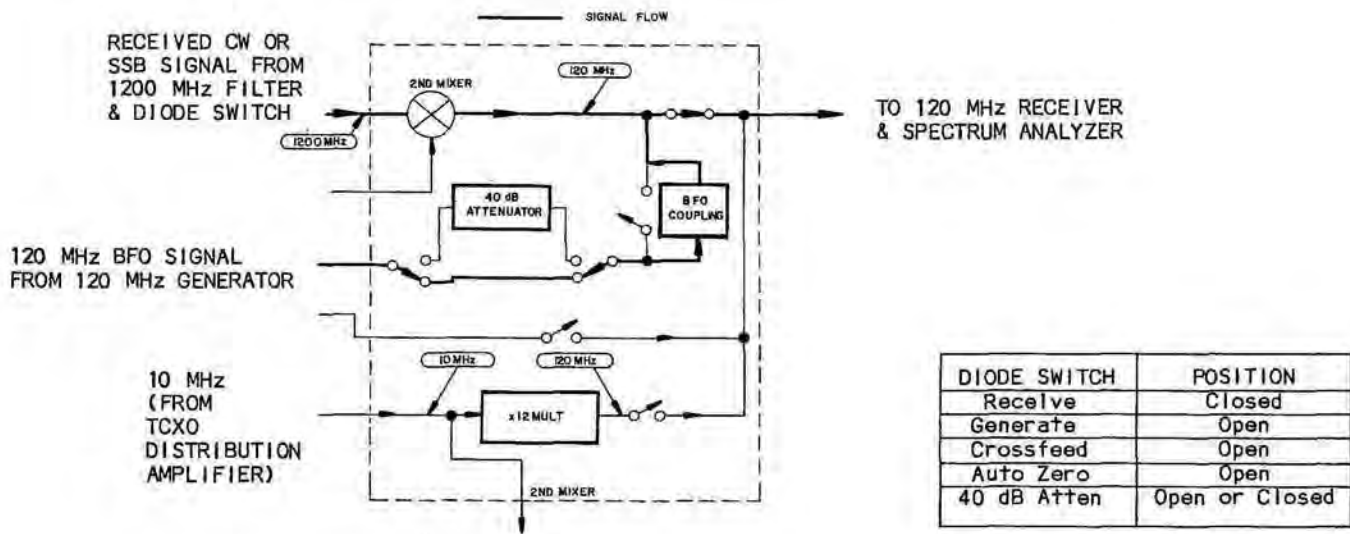 SIGNAL FLOW
RECEIVED CW OR
SSB SIGNAL FROM
1200 MHz FILTER
& DIODE SWITCH
1200 MHz
2ND MIXER
120 MHz
TO 120 MHz RECEIVER
& SPECTRUM ANALYZER
40 dB
ATTENUATOR
BFO
COUPLING
120 MHz BFO SIGNAL
FROM 120 MHz GENERATOR
10 MHz
(FROM
TCXO
DISTRIBUTION
AMPLIFIER)
10 MHz
x12 MULT
120 MHz
2ND MIXER
DIODE SWITCH POSITION
Receive Closed
Generate Open
Crossfeed Open
Auto Zero Open
40 dB Atten Open or Closed